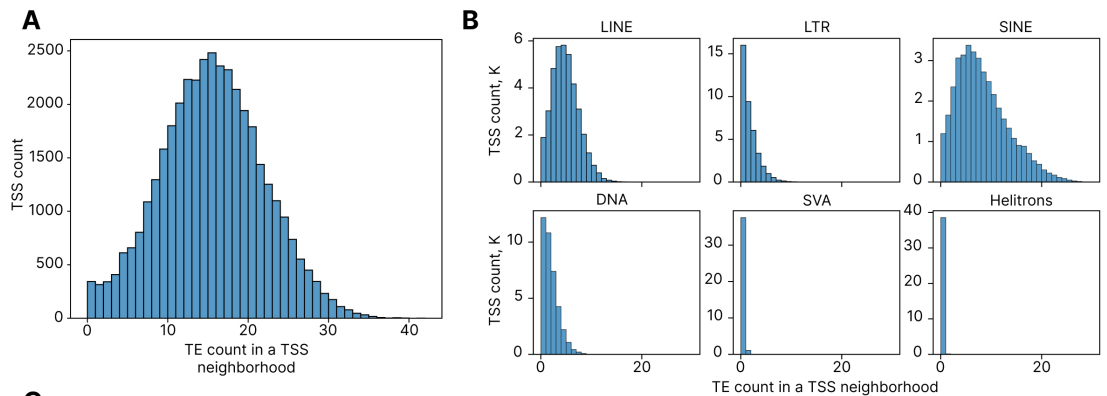 A
2500
2000
1500
1000
500
0
TSS count
0 10 20 30 40
TE count in a TSS
neighborhood
B
LINE LTR SINE
TSS count, K
6
4
2
0
15
10
5
0
3
2
1
0
DNA SVA Helitrons
TSS count, K
10
5
0
30
20
10
0
40
30
20
10
0
0 20 0 20 0 20
TE count in a TSS neighborhood